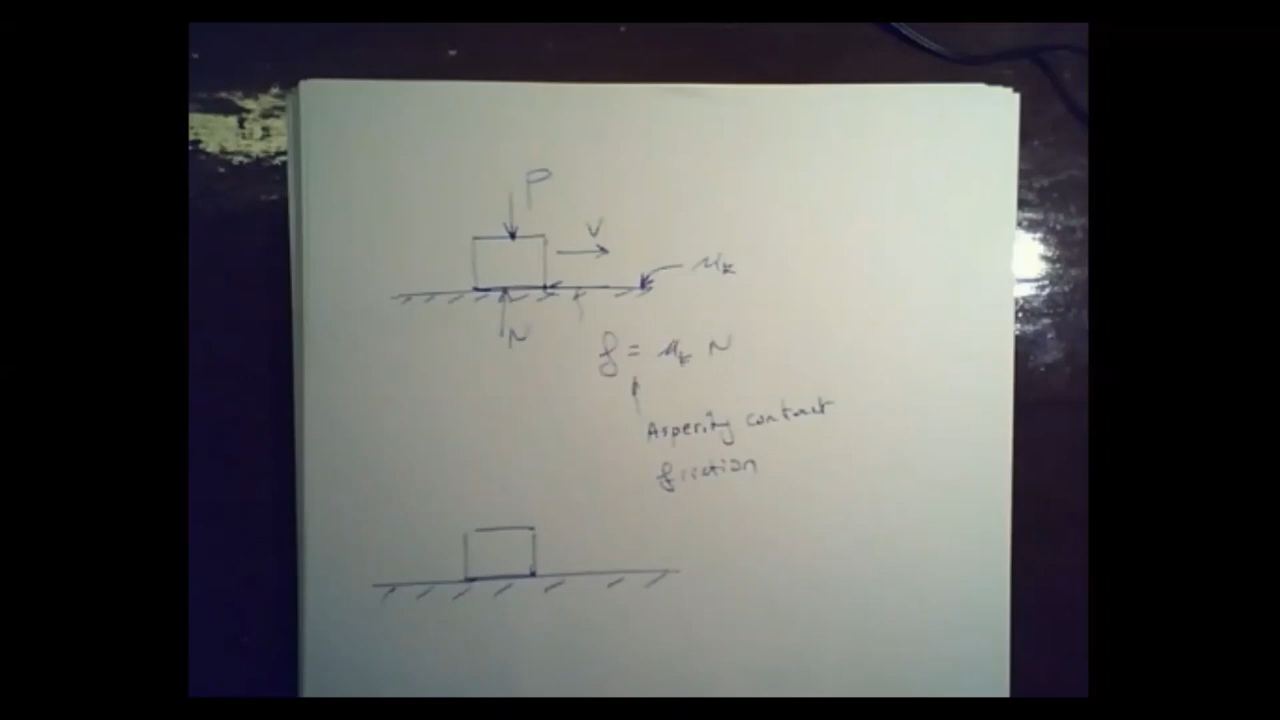 P
V
μk
N
f = μk N
Asperity contact
friction